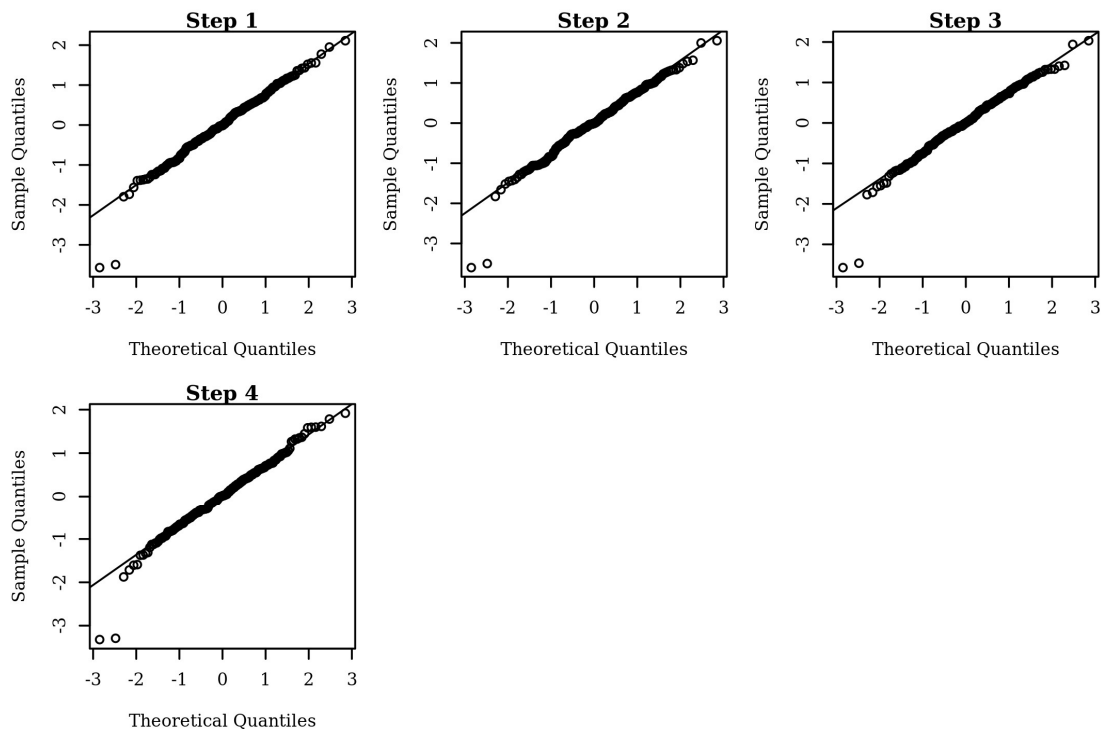 Step 1
Sample Quantiles
2
1
0
-1
-2
-3
-3 -2 -1 0 1 2 3
Theoretical Quantiles
Step 2
Sample Quantiles
2
1
0
-1
-2
-3
-3 -2 -1 0 1 2 3
Theoretical Quantiles
Step 3
Sample Quantiles
2
1
0
-1
-2
-3
-3 -2 -1 0 1 2 3
Theoretical Quantiles
Step 4
Sample Quantiles
2
1
0
-1
-2
-3
-3 -2 -1 0 1 2 3
Theoretical Quantiles